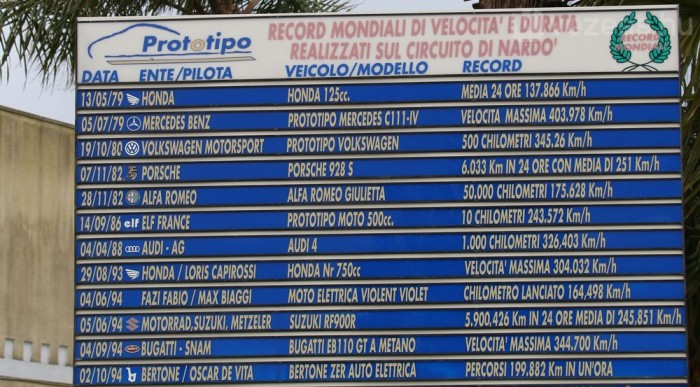 Prototipo
RECORD MONDIALI DI VELOCITA' E DURATA
REALIZZATI SUL CIRCUITO DI NARDO'
RECORD
MONDIALI
DATA ENTE/PILOTA VEICOLO/MODELLO RECORD
13/05/79 HONDA HONDA 125cc. MEDIA 24 ORE 137.866 Km/h
05/07/79 MERCEDES BENZ PROTOTIPO MERCEDES C111-IV VELOCITA MASSIMA 403.978 Km/h
19/10/80 VOLKSWAGEN MOTORSPORT PROTOTIPO VOLKSWAGEN 500 CHILOMETRI 345.26 Km/h
07/11/82 PORSCHE PORSCHE 928 S 6.033 Km IN 24 ORE CON MEDIA DI 251 Km/h
28/11/82 ALFA ROMEO ALFA ROMEO GIULIETTA 50.000 CHILOMETRI 175.628 Km/h
14/09/86 elf ELF FRANCE PROTOTIPO MOTO 500cc. 10 CHILOMETRI 243.572 Km/h
04/04/88 AUDI - AG AUDI 4 1.000 CHILOMETRI 326,403 Km/h
29/08/93 HONDA / LORIS CAPIROSSI HONDA Nr 750cc VELOCITA' MASSIMA 304.032 Km/h
04/06/94 FAZI FABIO / MAX BIAGGI MOTO ELETTRICA VIOLENT VIOLET CHILOMETRO LANCIATO 164,498 Km/h
05/06/94 MOTORRAD,SUZUKI, METZELER SUZUKI RF900R 5.900,426 Km IN 24 ORE MEDIA DI 245,851 Km/h
04/09/94 BUGATTI - SNAM BUGATTI EB110 GT A METANO VELOCITA' MASSIMA 344.700 Km/h
02/10/94 BERTONE / OSCAR DE VITA BERTONE ZER AUTO ELETTRICA PERCORSI 199.882 Km IN UN'ORA